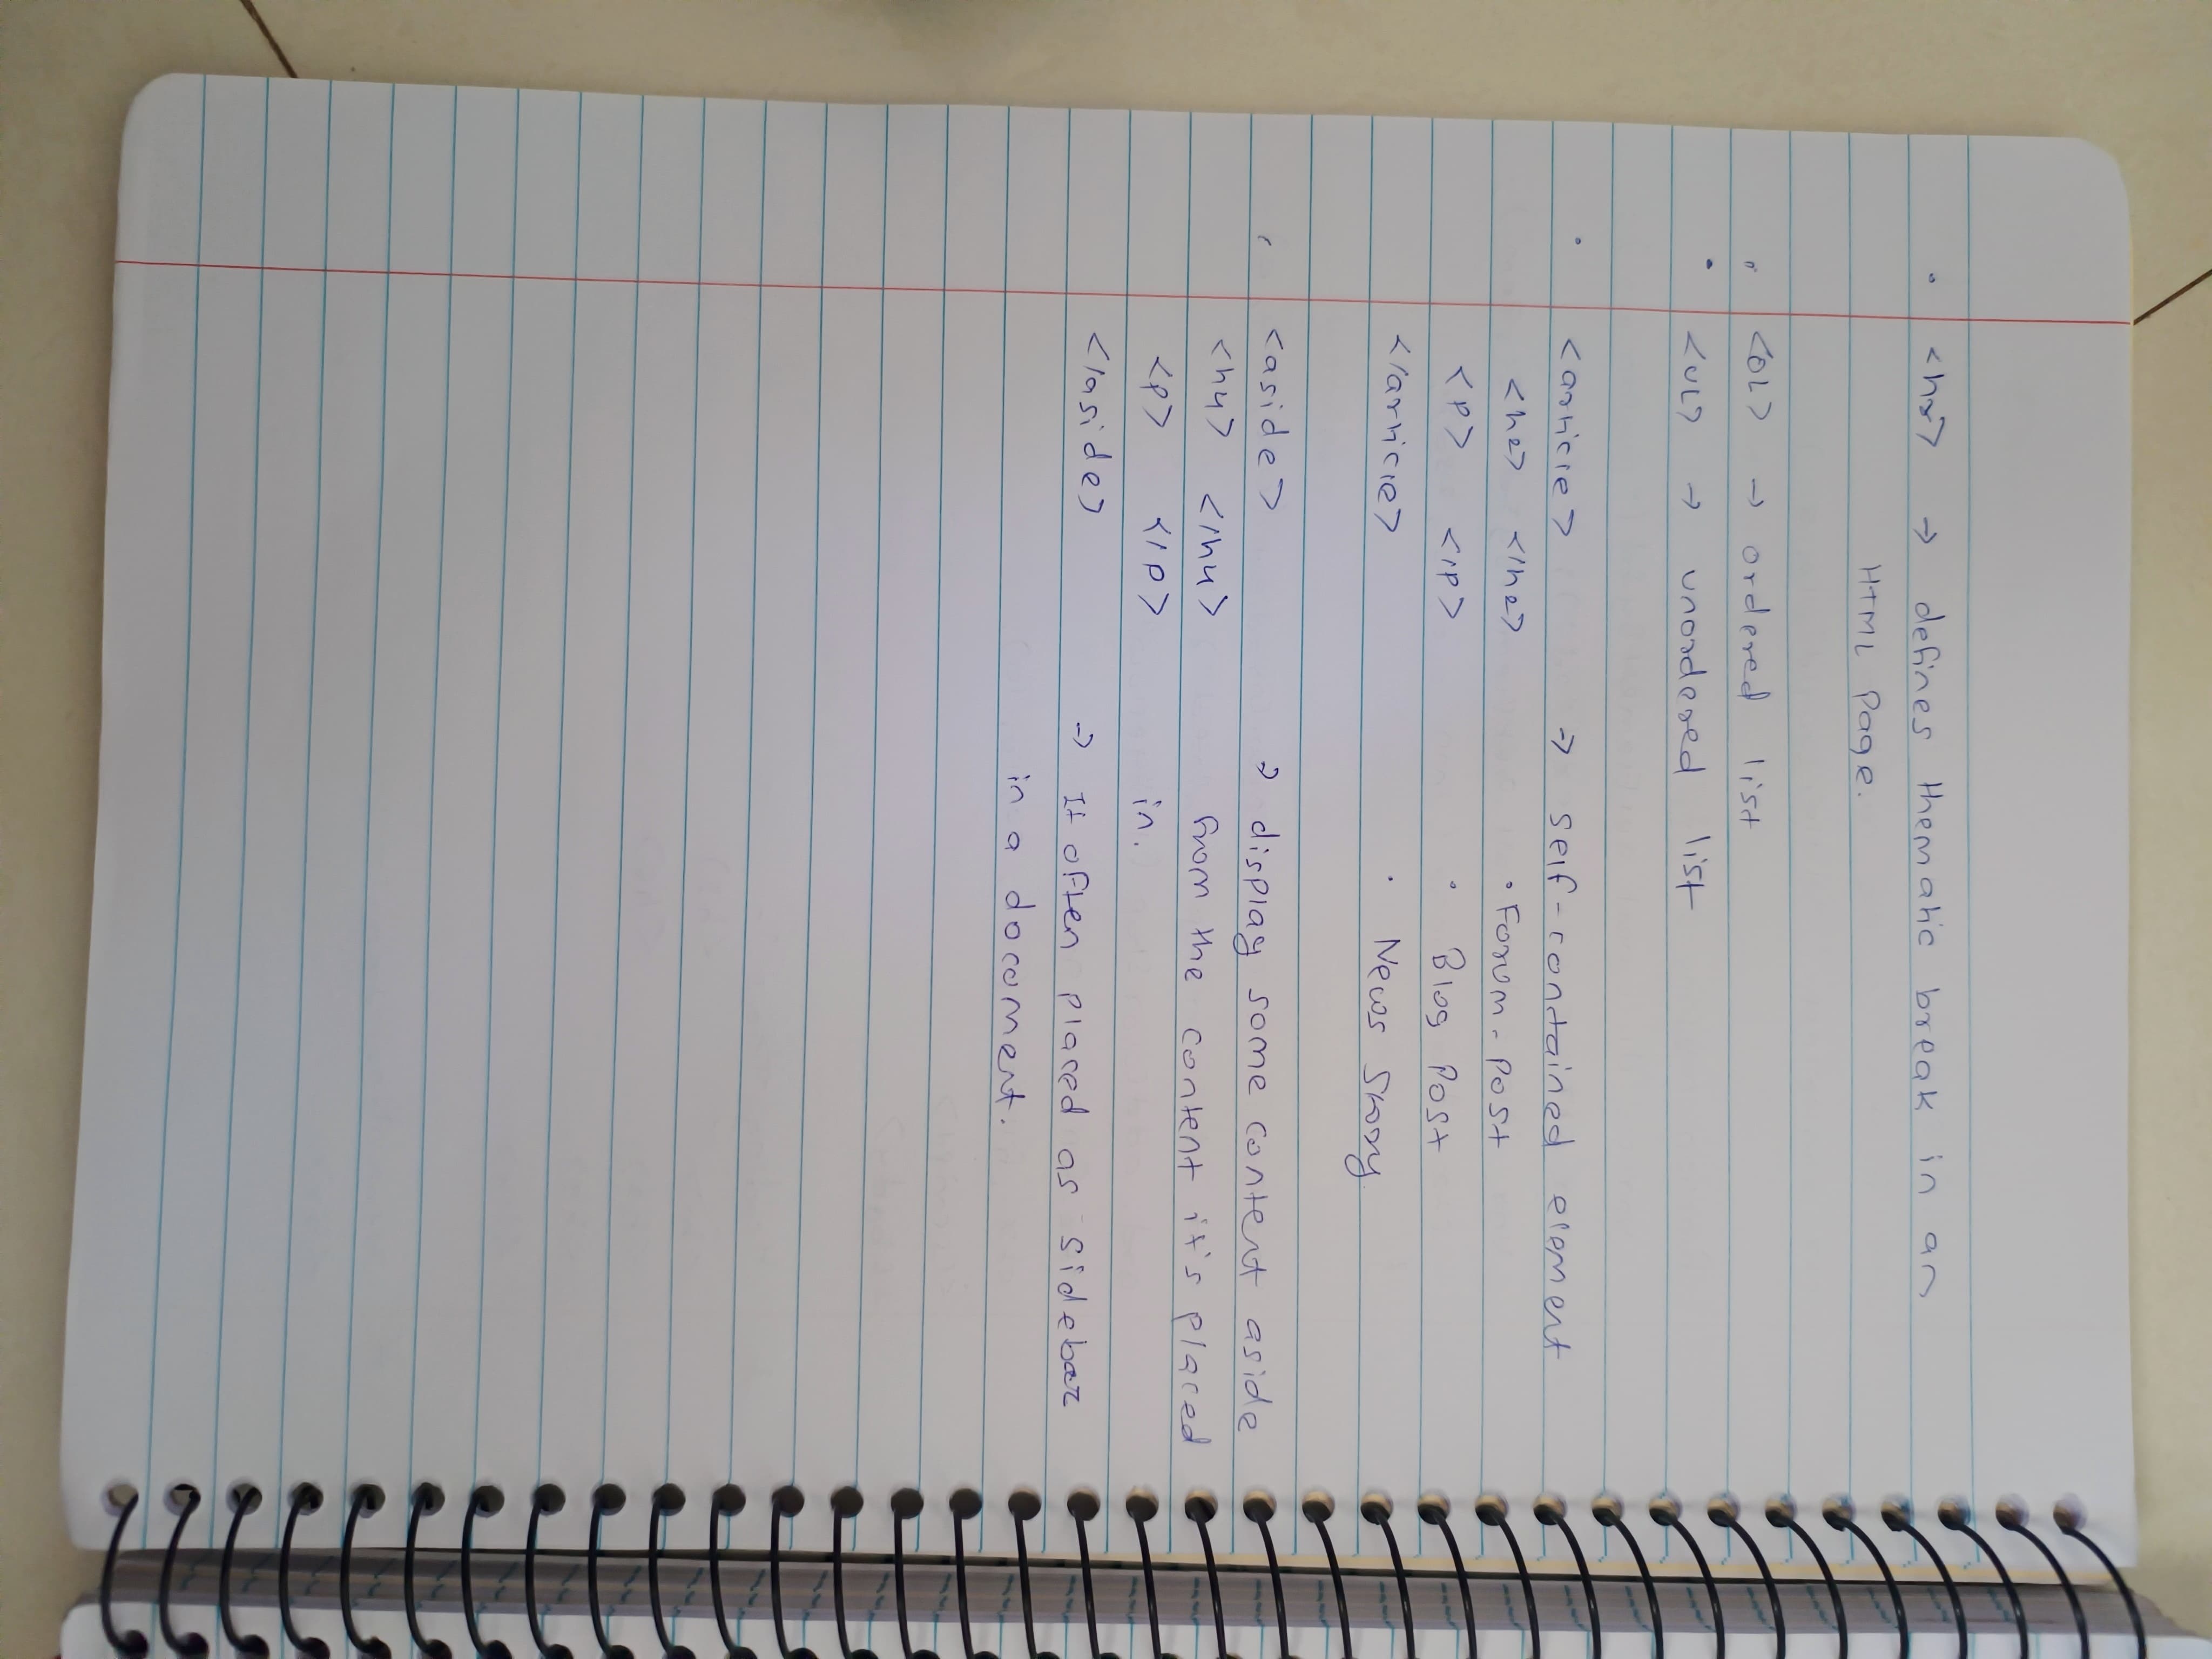 • <hr> → defines thematic break in an
HTML Page.
• <OL> → ordered list
• <UL> → unordered list
• <article> → self-contained element
<h2> </h2> • Forum-Post
<p> </p> • Blog Post
</article> • News Story
• <aside> → display some content aside
<h4> </h4> from the content it's placed
<p> </p> in.
</aside> → It often placed as sidebar
in a document.